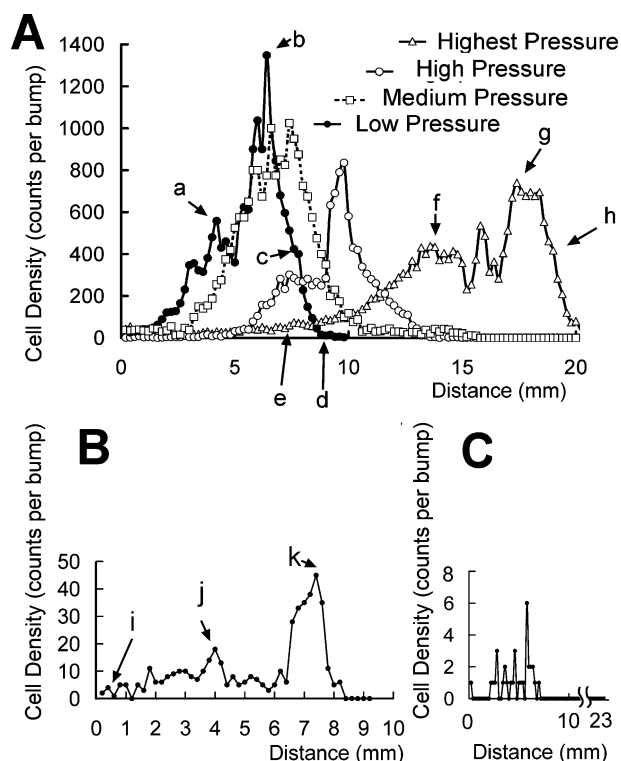 A
Cell Density (counts per bump)
1400
1200
1000
800
600
400
200
0
0 5 10 15 20
Distance (mm)
Highest Pressure
High Pressure
Medium Pressure
Low Pressure
a
b
c
d
e
f
g
h
B
Cell Density (counts per bump)
50
40
30
20
10
0
0 1 2 3 4 5 6 7 8 9 10
Distance (mm)
i
j
k
C
Cell Density (counts per bump)
8
6
4
2
0
0 10 23
Distance (mm)